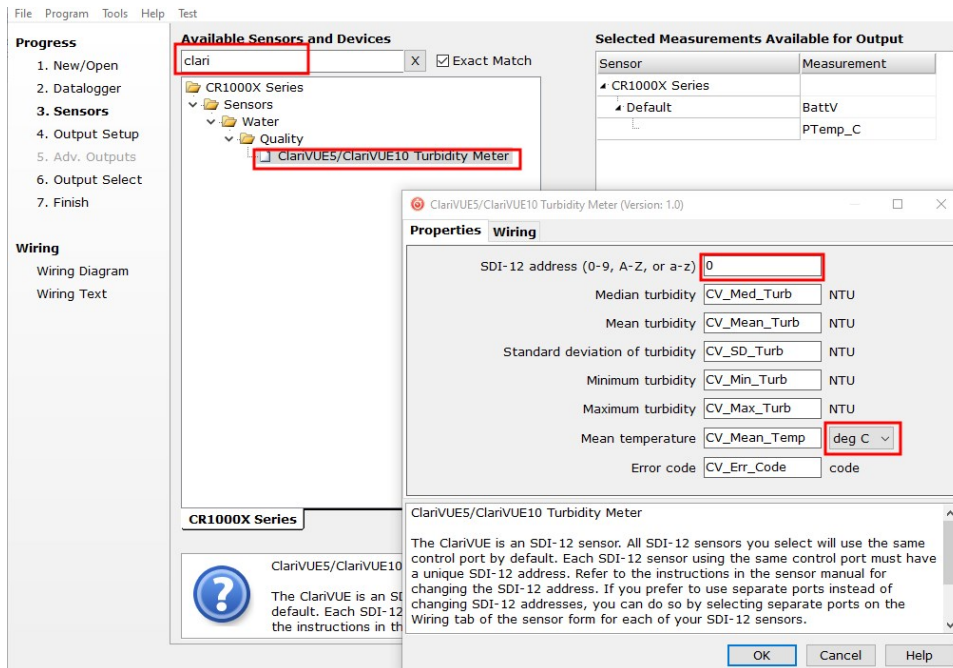 File Program Tools Help Test
Progress
1. New/Open
2. Datalogger
3. Sensors
4. Output Setup
5. Adv. Outputs
6. Output Select
7. Finish
Wiring
Wiring Diagram
Wiring Text
Available Sensors and Devices
clari X Exact Match
CR1000X Series
Sensors
Water
Quality
ClariVUE5/ClariVUE10 Turbidity Meter
CR1000X Series
ClariVUE5/ClariVUE10
The ClariVUE is an SD
default. Each SDI-12
the instructions in th
Selected Measurements Available for Output
Sensor Measurement
CR1000X Series
Default BattV
PTemp_C
ClariVUE5/ClariVUE10 Turbidity Meter (Version: 1.0)
Properties Wiring
SDI-12 address (0-9, A-Z, or a-z) 0
Median turbidity CV_Med_Turb NTU
Mean turbidity CV_Mean_Turb NTU
Standard deviation of turbidity CV_SD_Turb NTU
Minimum turbidity CV_Min_Turb NTU
Maximum turbidity CV_Max_Turb NTU
Mean temperature CV_Mean_Temp deg C
Error code CV_Err_Code code
ClariVUE5/ClariVUE10 Turbidity Meter
The ClariVUE is an SDI-12 sensor. All SDI-12 sensors you select will use the same
control port by default. Each SDI-12 sensor using the same control port must have
a unique SDI-12 address. Refer to the instructions in the sensor manual for
changing the SDI-12 address. If you prefer to use separate ports instead of
changing SDI-12 addresses, you can do so by selecting separate ports on the
Wiring tab of the sensor form for each of your SDI-12 sensors.
OK Cancel Help